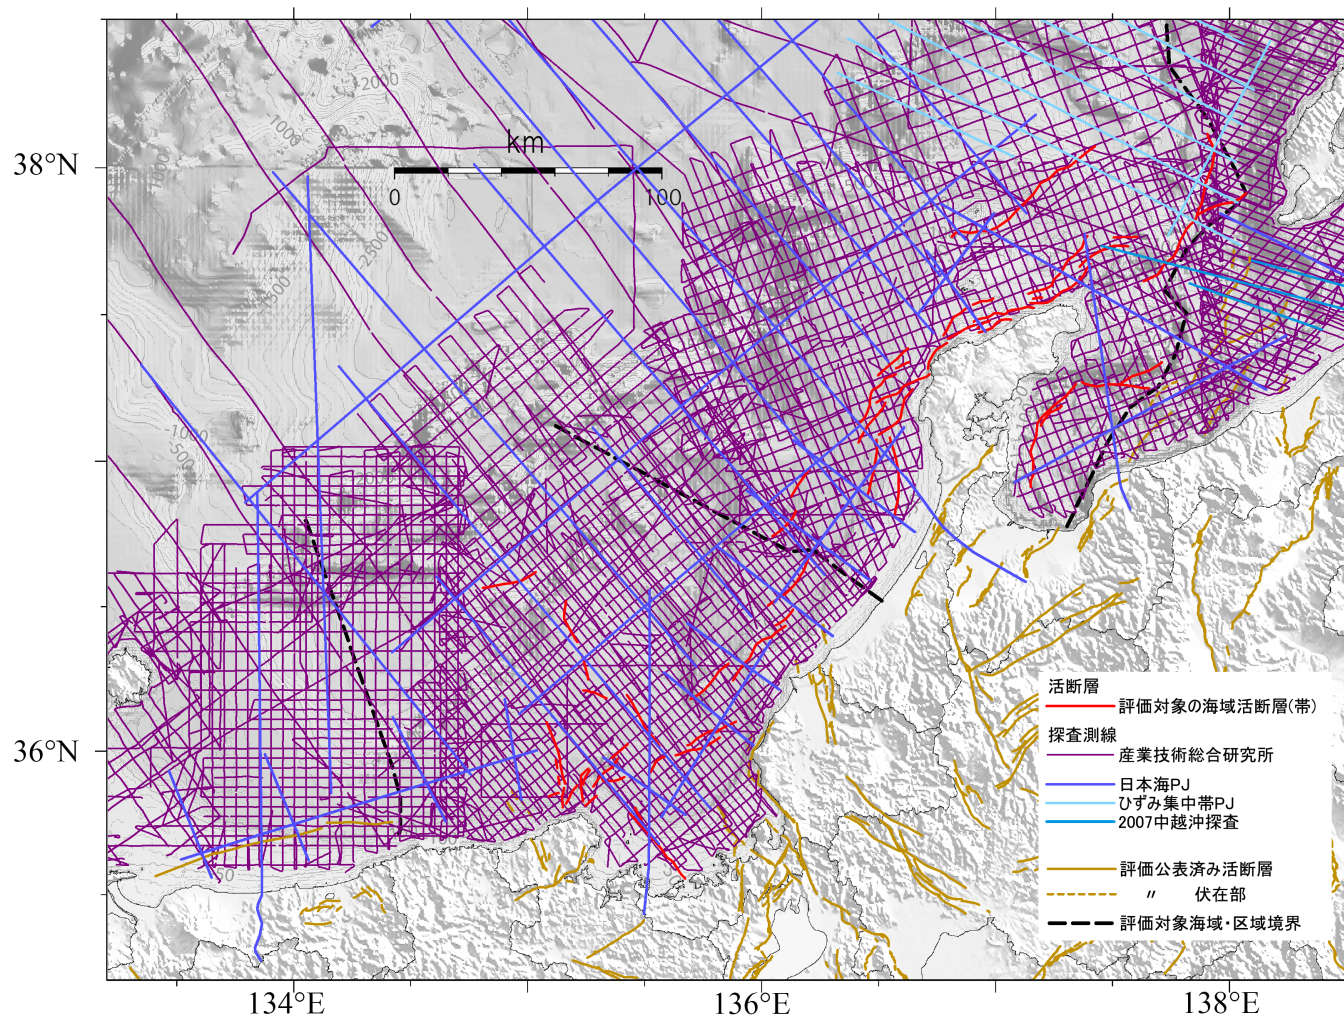 2000
1000
km
38°N
0
100
500
2500
1500
1000
500
2000
36°N
50
50
134°E
136°E
138°E
活断層
評価対象の海域活断層(帯)
探査測線
産業技術総合研究所
日本海PJ
ひずみ集中帯PJ
2007中越沖探査
評価公表済み活断層
〃 伏在部
評価対象海域・区域境界